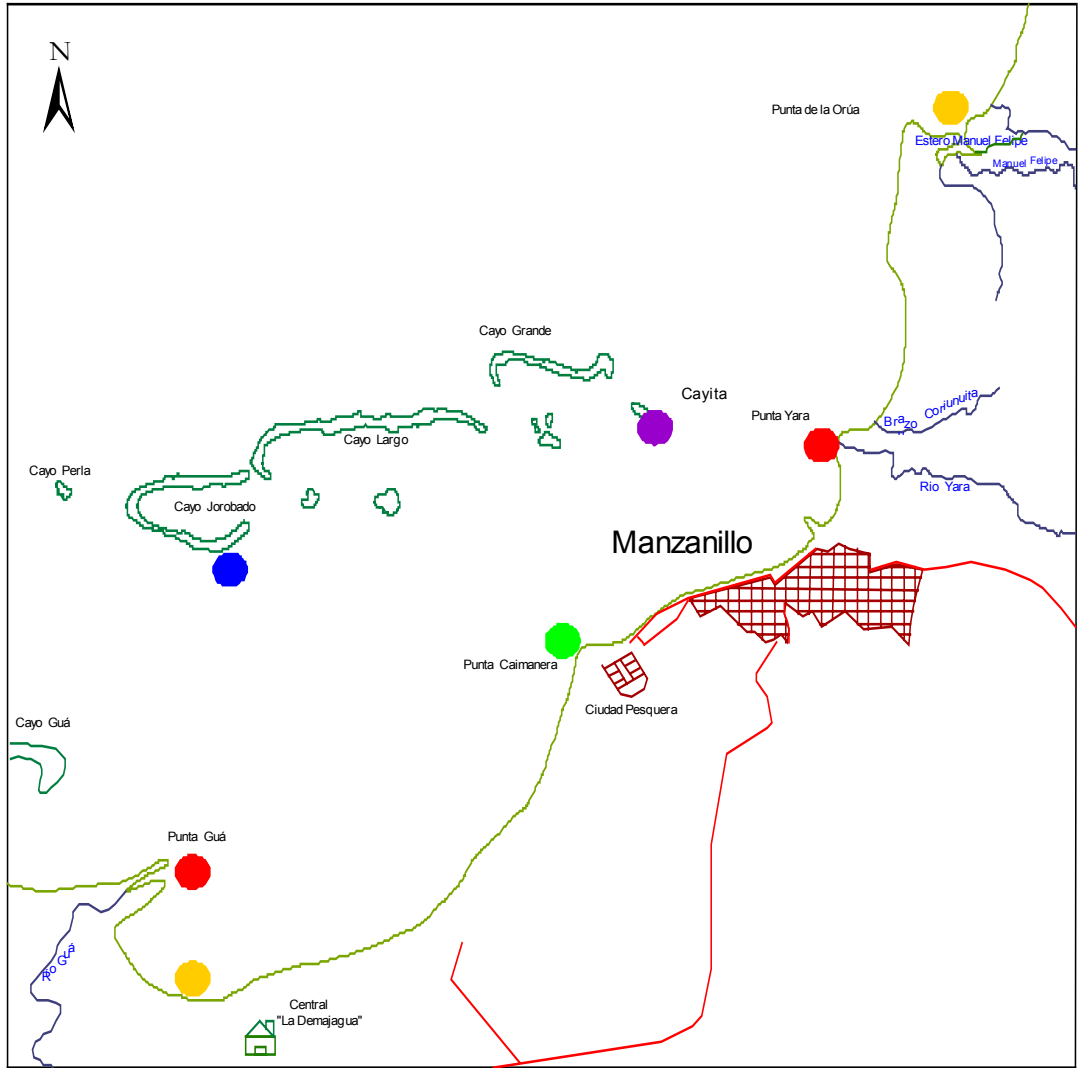 N
Punta de la Orúa
Estero Manuel Felipe
Manuel Felipe
Cayo Grande
Cayita
Punta Yara
Brazo Coriunuita
Cayo Largo
Cayo Perla
Rio Yara
Cayo Jorobado
Manzanillo
Punta Caimanera
Ciudad Pesquera
Cayo Guá
Punta Guá
Río Guá
Central
"La Demajagua"